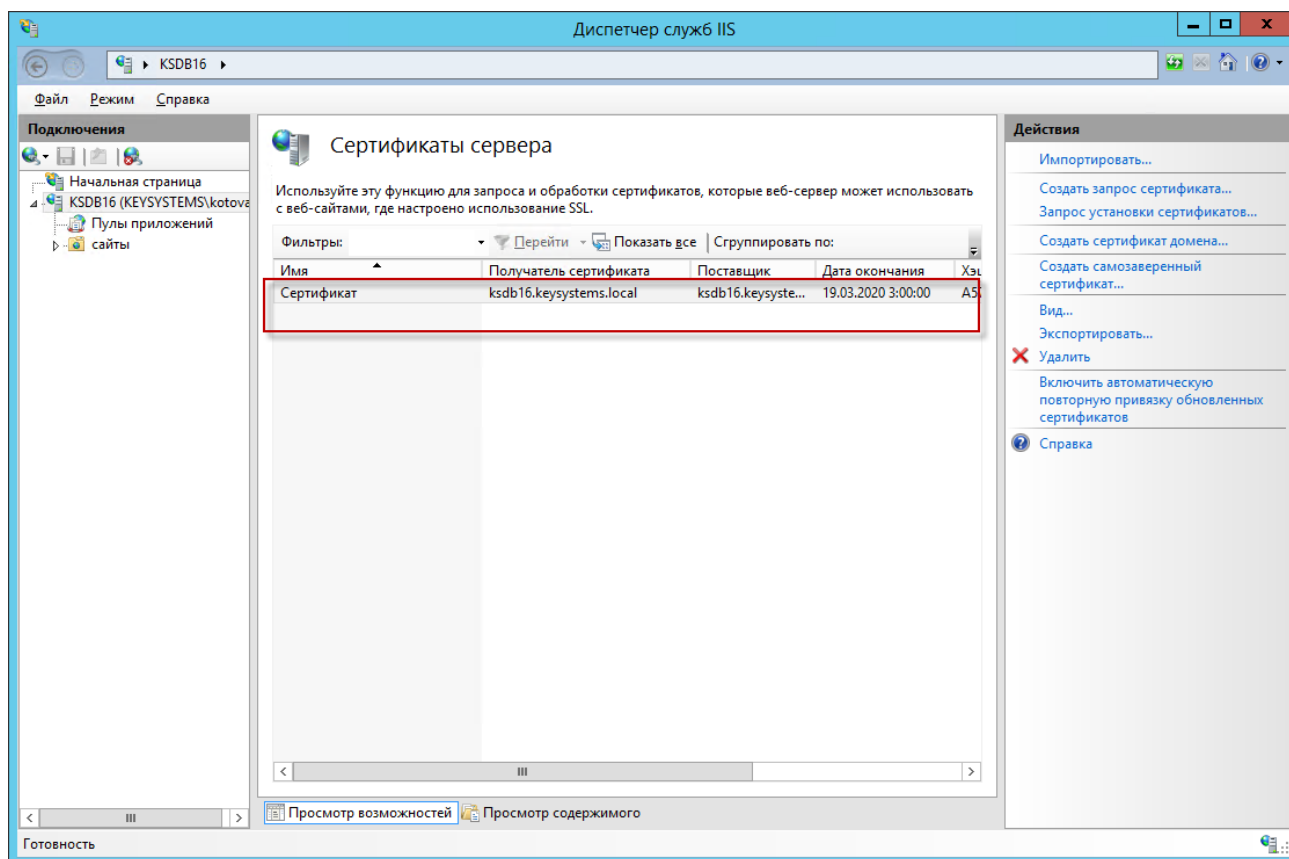 Диспетчер служб IIS
KSDB16
Файл Режим Справка
Подключения
Начальная страница
KSDB16 (KEYSYSTEMS\kotova
Пулы приложений
сайты
Сертификаты сервера
Используйте эту функцию для запроса и обработки сертификатов, которые веб-сервер может использовать
с веб-сайтами, где настроено использование SSL.
Фильтры: Перейти Показать все Сгруппировать по:
Имя Получатель сертификата Поставщик Дата окончания Хэш
Сертификат ksdb16.keysystems.local ksdb16.keysyste... 19.03.2020 3:00:00
Просмотр возможностей Просмотр содержимого
Действия
Импортировать...
Создать запрос сертификата...
Запрос установки сертификатов...
Создать сертификат домена...
Создать самозаверенный
сертификат...
Вид...
Экспортировать...
Удалить
Включить автоматическую
повторную привязку обновленных
сертификатов
Справка
Готовность